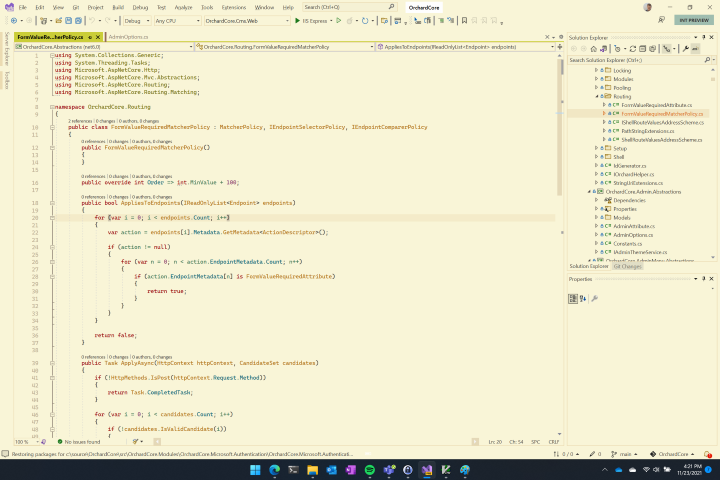 File Edit View Git Project Build Debug Test Analyze Tools Extensions Window Help Search (Ctrl+Q) OrchardCore
Debug Any CPU OrchardCore.Cms.Web IIS Express INT PREVIEW
FormValueRe...herPolicy.cs AdminOptions.cs
OrchardCore.Abstractions (net6.0) OrchardCore.Routing.FormValueRequiredMatcherPolicy AppliesToEndpoints(IReadOnlyList<Endpoint> endpoints)
Server Explorer
Toolbox
1 using System.Collections.Generic;
2 using System.Threading.Tasks;
3 using Microsoft.AspNetCore.Http;
4 using Microsoft.AspNetCore.Mvc.Abstractions;
5 using Microsoft.AspNetCore.Routing;
6 using Microsoft.AspNetCore.Routing.Matching;
7
8 namespace OrchardCore.Routing
9 {
2 references | 0 changes | 0 authors, 0 changes
10 public class FormValueRequiredMatcherPolicy : MatcherPolicy, IEndpointSelectorPolicy, IEndpointComparerPolicy
11 {
0 references | 0 changes | 0 authors, 0 changes
12 public FormValueRequiredMatcherPolicy()
13 {
14 }
15
0 references | 0 changes | 0 authors, 0 changes
16 public override int Order => int.MinValue + 100;
17
0 references | 0 changes | 0 authors, 0 changes
18 public bool AppliesToEndpoints(IReadOnlyList<Endpoint> endpoints)
19 {
20 for (var i = 0; i < endpoints.Count; i++)
21 {
22 var action = endpoints[i].Metadata.GetMetadata<ActionDescriptor>();
23
24 if (action != null)
25 {
26 for (var n = 0; n < action.EndpointMetadata.Count; n++)
27 {
28 if (action.EndpointMetadata[n] is FormValueRequiredAttribute)
29 {
30 return true;
31 }
32 }
33 }
34 }
35
36 return false;
37 }
38
0 references | 0 changes | 0 authors, 0 changes
39 public Task ApplyAsync(HttpContext httpContext, CandidateSet candidates)
40 {
41 if (!HttpMethods.IsPost(httpContext.Request.Method))
42 {
43 return Task.CompletedTask;
44 }
45
46 for (var i = 0; i < candidates.Count; i++)
47 {
48 if (!candidates.IsValidCandidate(i))
100 % No issues found Ln: 20 Ch: 54 SPC CRLF
Solution Explorer
Search Solution Explorer (Ctrl+;)
Locking
Modules
Pooling
Routing
FormValueRequiredAttribute.cs
FormValueRequiredMatcherPolicy.cs
IShellRouteValuesAddressScheme.cs
PathStringExtensions.cs
ShellRouteValuesAddressScheme.cs
Setup
Shell
IdGenerator.cs
IOrchardHelper.cs
StringUriExtensions.cs
OrchardCore.Admin.Abstractions
Dependencies
Properties
Models
AdminAttribute.cs
AdminOptions.cs
Constants.cs
IAdminThemeService.cs
OrchardCore.AdminMenu.Abstractions
Solution Explorer Git Changes
Properties
Restoring packages for c:\source\OrchardCore\src\OrchardCore.Modules\OrchardCore.Microsoft.Authentication\OrchardCore.Microsoft.Authenticati... 0 / 0 0 main OrchardCore
4:21 PM
11/23/2021